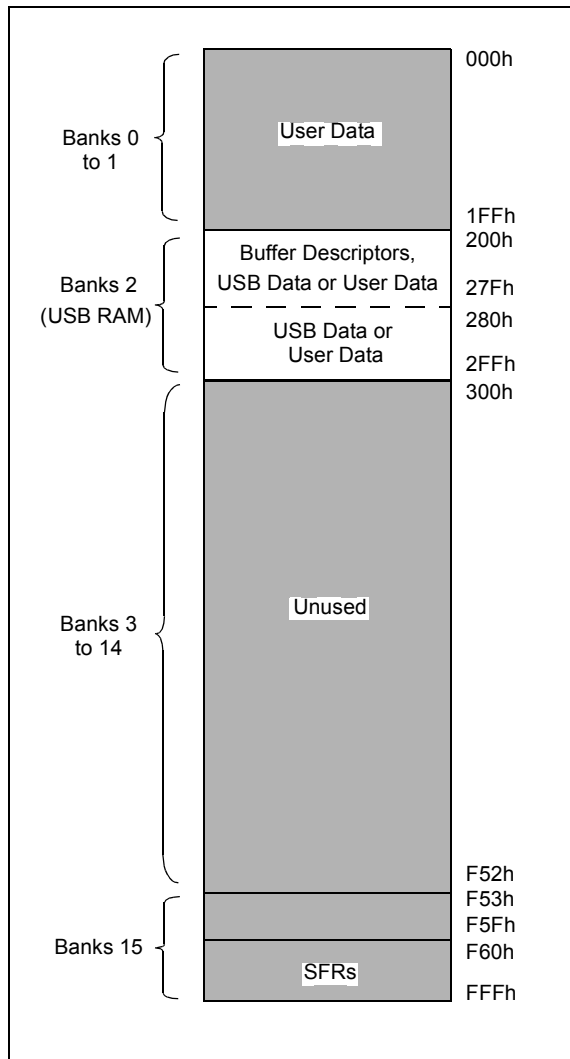 000h
User Data
Banks 0
to 1
1FFh
200h
Buffer Descriptors,
USB Data or User Data
27Fh
Banks 2
(USB RAM)
280h
USB Data or
User Data
2FFh
300h
Unused
Banks 3
to 14
F52h
F53h
F5Fh
Banks 15
F60h
SFRs
FFFh